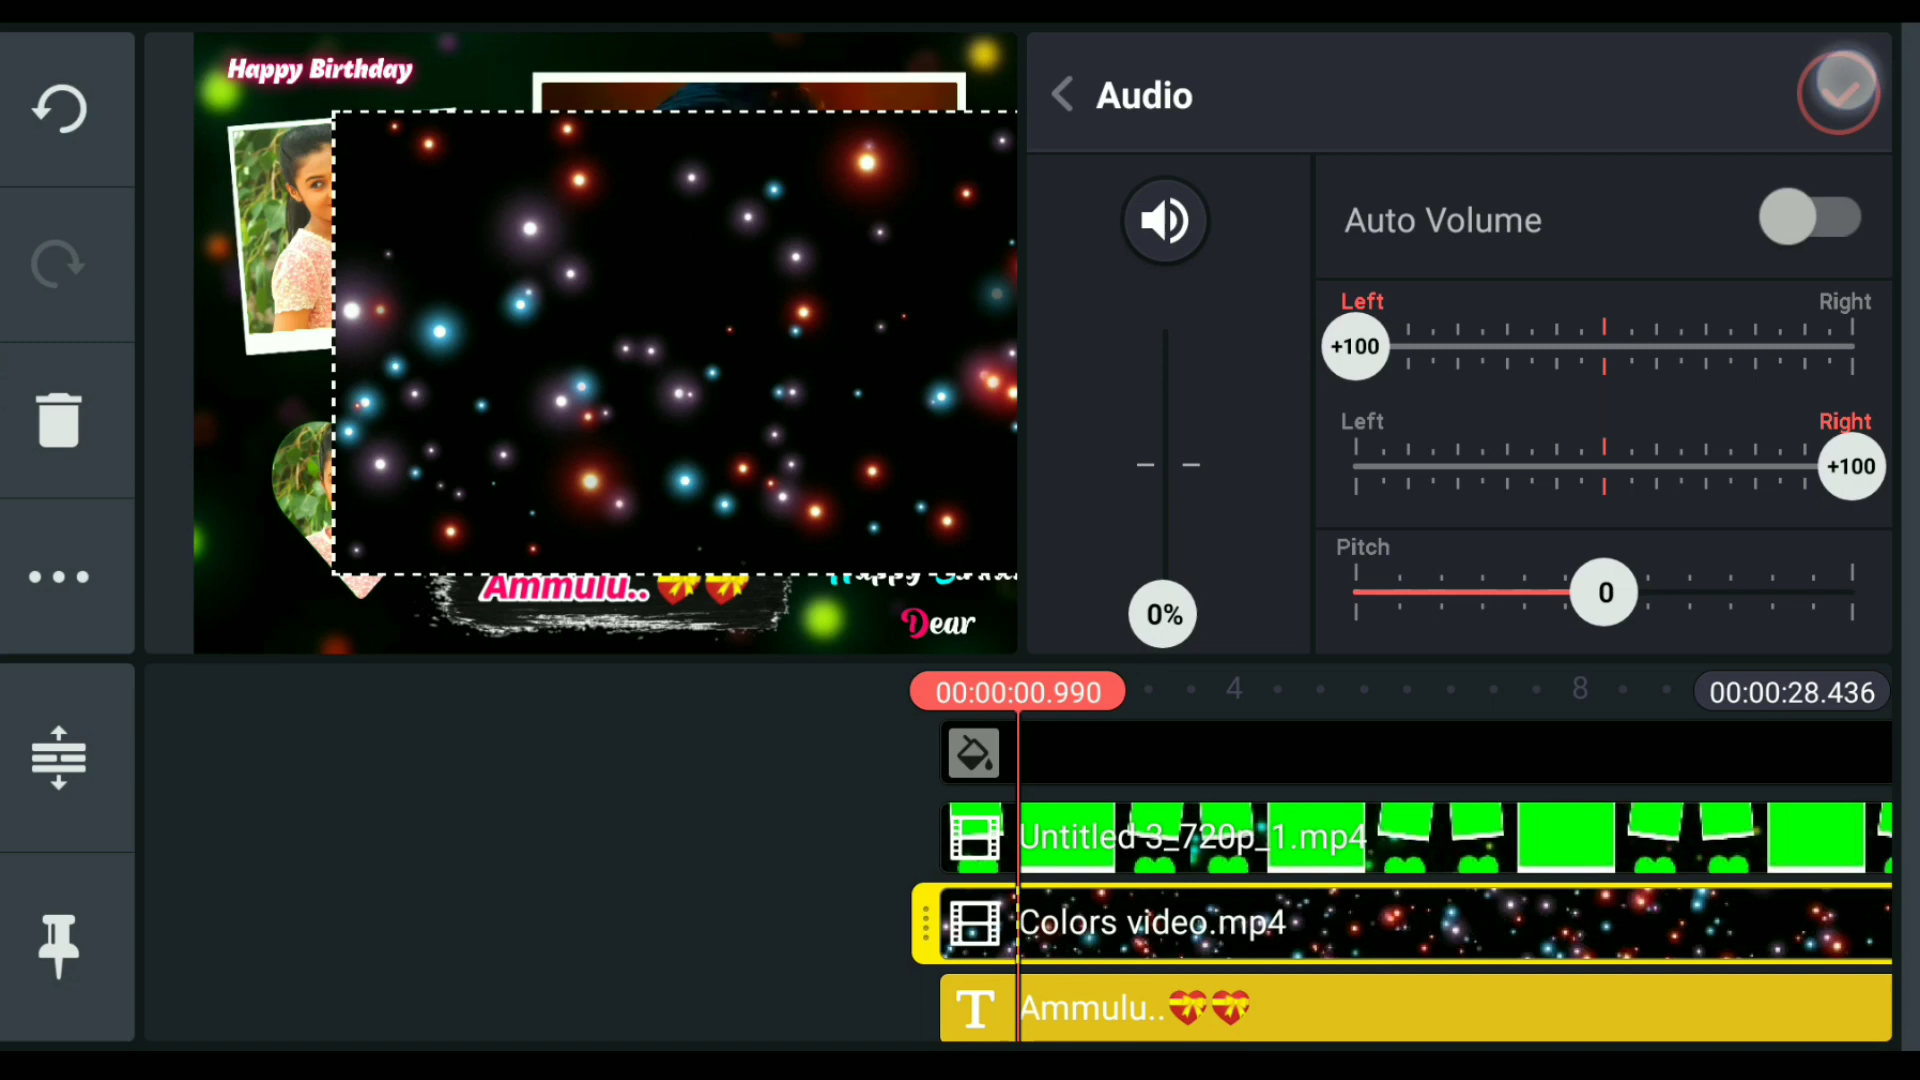 Happy Birthday
Audio
Auto Volume
Left
Right
+100
Left
Right
+100
Pitch
0
0%
Ammulu..💝💝
Dear
00:00:00.990
4
8
00:00:28.436
Untitled 3_720p_1.mp4
Colors video.mp4
T
Ammulu..💝💝